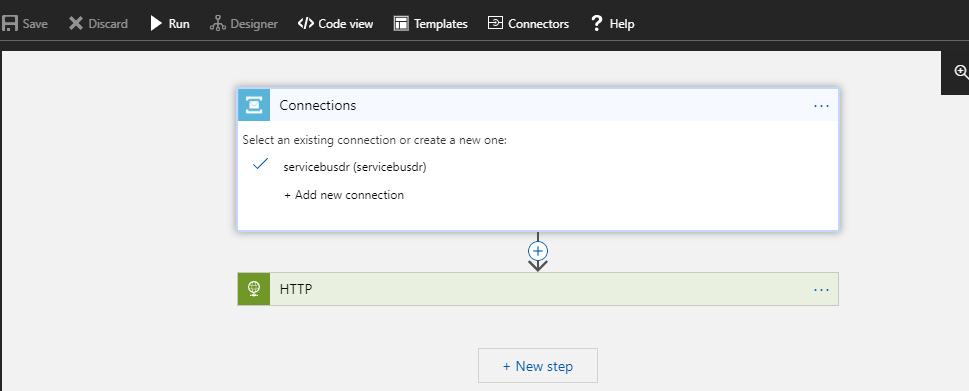 Save Discard Run Designer </> Code view Templates Connectors ? Help
Connections ...
Select an existing connection or create a new one:
servicebusdr (servicebusdr)
+ Add new connection
HTTP ...
+ New step